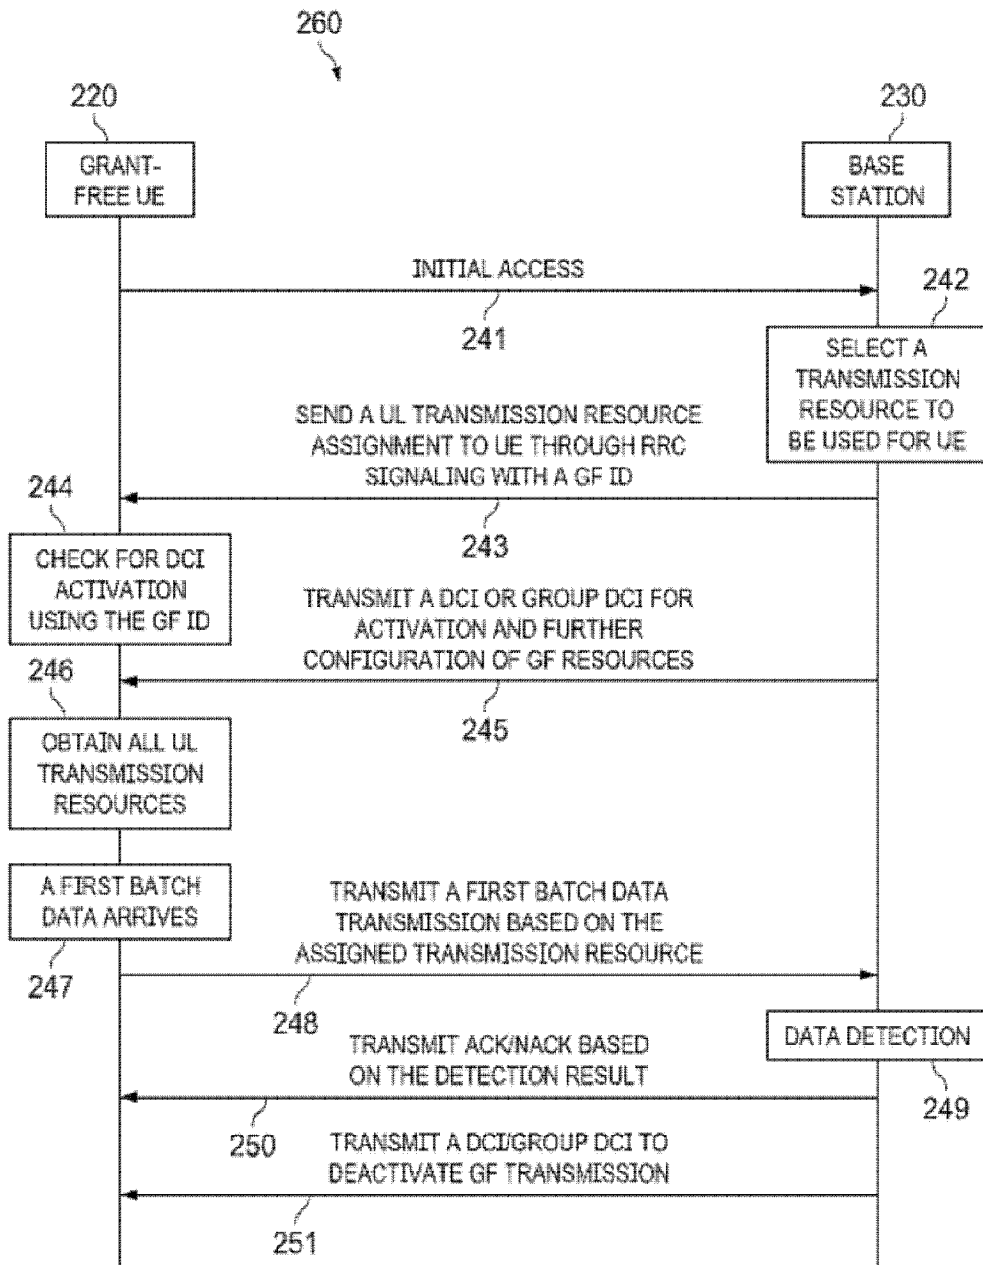 260
220
230
GRANT-
FREE UE
BASE
STATION
INITIAL ACCESS
241
242
SELECT A
TRANSMISSION
RESOURCE TO
BE USED FOR UE
SEND A UL TRANSMISSION RESOURCE
ASSIGNMENT TO UE THROUGH RRC
SIGNALING WITH A GF ID
243
244
CHECK FOR DCI
ACTIVATION
USING THE GF ID
TRANSMIT A DCI OR GROUP DCI FOR
ACTIVATION AND FURTHER
CONFIGURATION OF GF RESOURCES
245
246
OBTAIN ALL UL
TRANSMISSION
RESOURCES
A FIRST BATCH
DATA ARRIVES
247
TRANSMIT A FIRST BATCH DATA
TRANSMISSION BASED ON THE
ASSIGNED TRANSMISSION RESOURCE
248
DATA DETECTION
249
TRANSMIT ACK/NACK BASED
ON THE DETECTION RESULT
250
TRANSMIT A DCI/GROUP DCI TO
DEACTIVATE GF TRANSMISSION
251